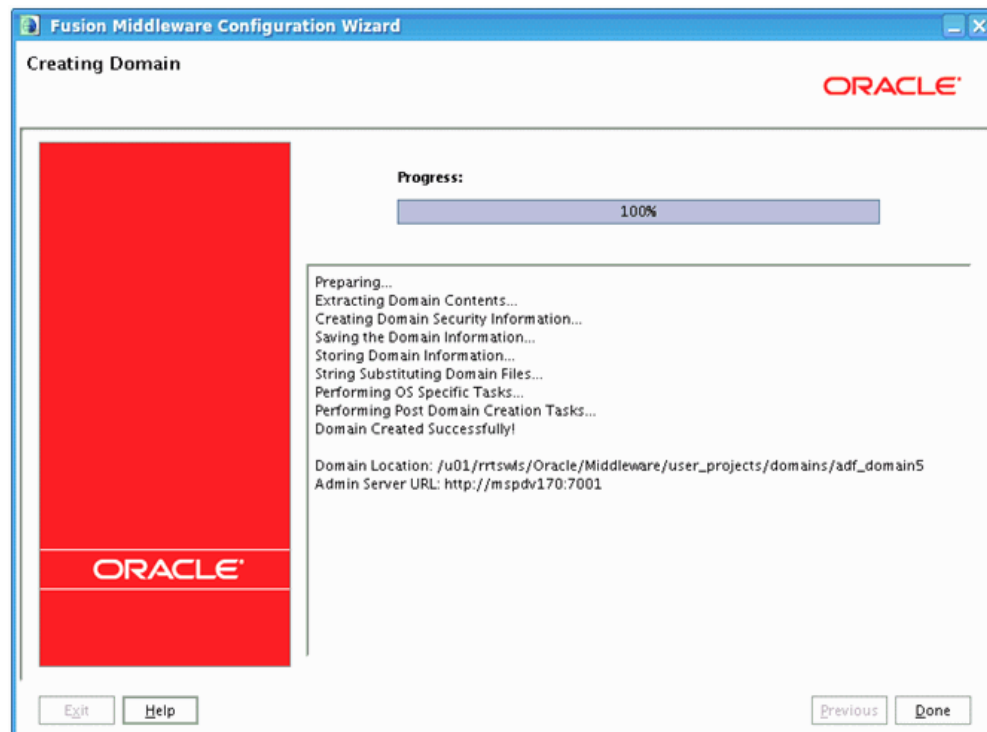 Fusion Middleware Configuration Wizard
Creating Domain
ORACLE
Progress:
100%
Preparing...
Extracting Domain Contents...
Creating Domain Security Information...
Saving the Domain Information...
Storing Domain Information...
String Substituting Domain Files...
Performing OS Specific Tasks...
Performing Post Domain Creation Tasks...
Domain Created Successfully!
Domain Location: /u01/rrtswls/Oracle/Middleware/user_projects/domains/adf_domain5
Admin Server URL: http://mspdv170:7001
ORACLE
Exit
Help
Previous
Done